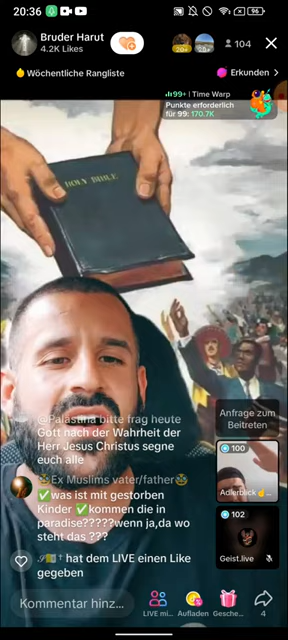 20:36
96
Bruder Harut
4.2K Likes
20+
20+
104
Wöchentliche Rangliste
Erkunden >
99+ | Time Warp
Punkte erforderlich
für 99: 170.7K
HOLY BIBLE
@Palästina bitte frag heute
Gott nach der Wahrheit der
Herr Jesus Christus segne
euch alle
Anfrage zum
Beitreten
100
Adlerblick
Ex Muslims vater/father
✅was ist mit gestorben
Kinder ✅kommen die in
paradise?????wenn ja,da wo
steht das ???
102
Geist.live
hat dem LIVE einen Like
gegeben
Kommentar hinz...
LIVE mi...
Aufladen
Gesche...
4